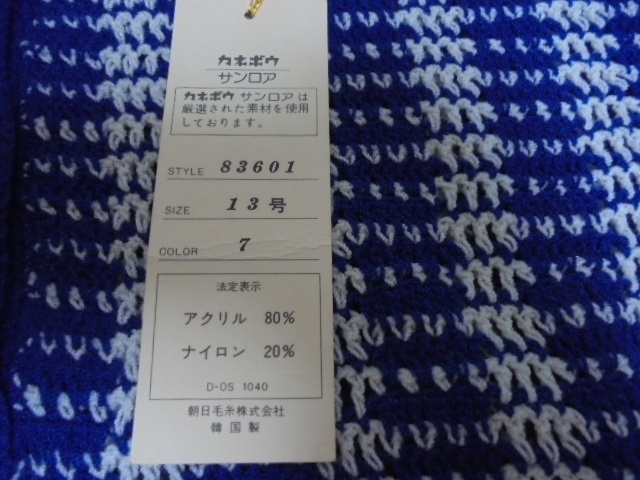 カネボウ
サンロア
カネボウ サンロアは
厳選された素材を使用
しております。
STYLE 83601
SIZE 13号
COLOR 7
法定表示
アクリル 80%
ナイロン 20%
D-OS 1040
朝日毛糸株式会社
韓国製